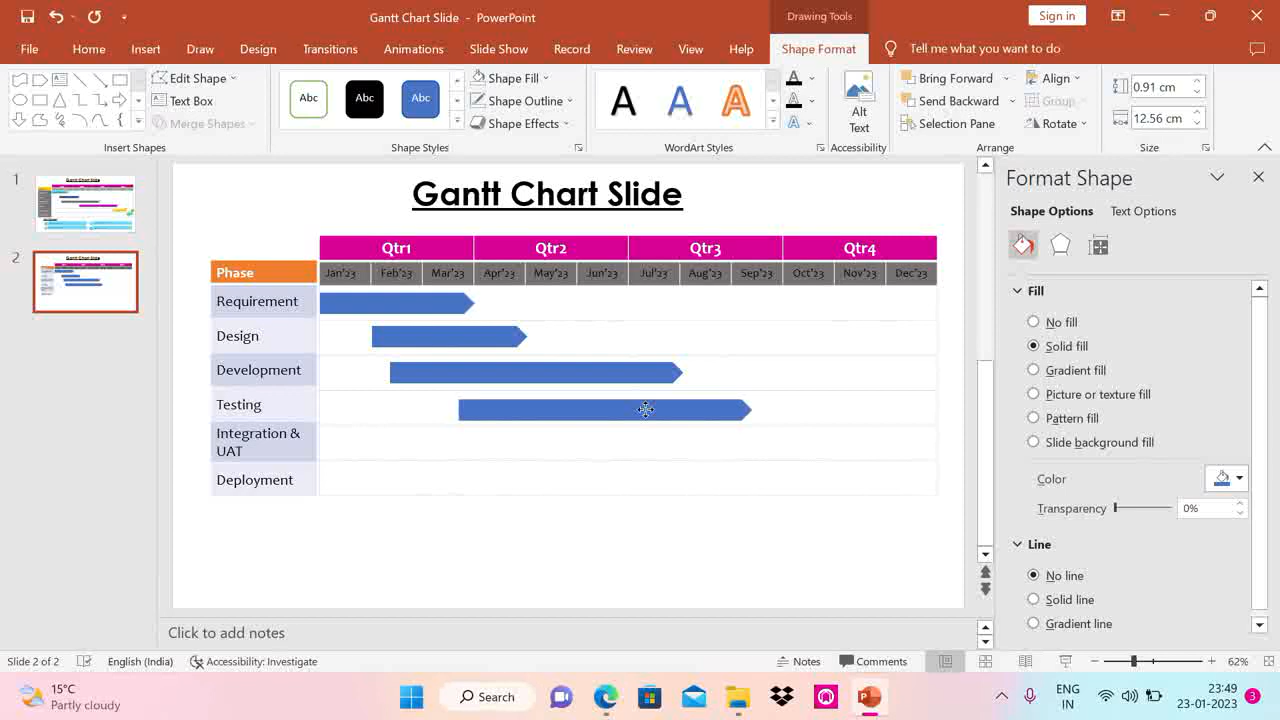 Gantt Chart Slide - PowerPoint
Drawing Tools
Sign in
File Home Insert Draw Design Transitions Animations Slide Show Record Review View Help Shape Format Tell me what you want to do
Edit Shape
Text Box
Merge Shapes
Insert Shapes
Abc Abc Abc
Shape Fill
Shape Outline
Shape Effects
Shape Styles
A A A
WordArt Styles
Alt
Text
Accessibility
Bring Forward
Send Backward
Selection Pane
Align
Group
Rotate
Arrange
0.91 cm
12.56 cm
Size
1
2
Gantt Chart Slide
Qtr1 Qtr2 Qtr3 Qtr4
Phase Jan'23 Feb'23 Mar'23 Apr'23 May'23 Jun'23 Jul'23 Aug'23 Sep'23 Oct'23 Nov'23 Dec'23
Requirement
Design
Development
Testing
Integration &
UAT
Deployment
Click to add notes
Format Shape
Shape Options Text Options
Fill
No fill
Solid fill
Gradient fill
Picture or texture fill
Pattern fill
Slide background fill
Color
Transparency 0%
Line
No line
Solid line
Gradient line
Slide 2 of 2 English (India) Accessibility: Investigate Notes Comments 62%
15°C
Partly cloudy
Search
ENG
IN
23:49
23-01-2023
3